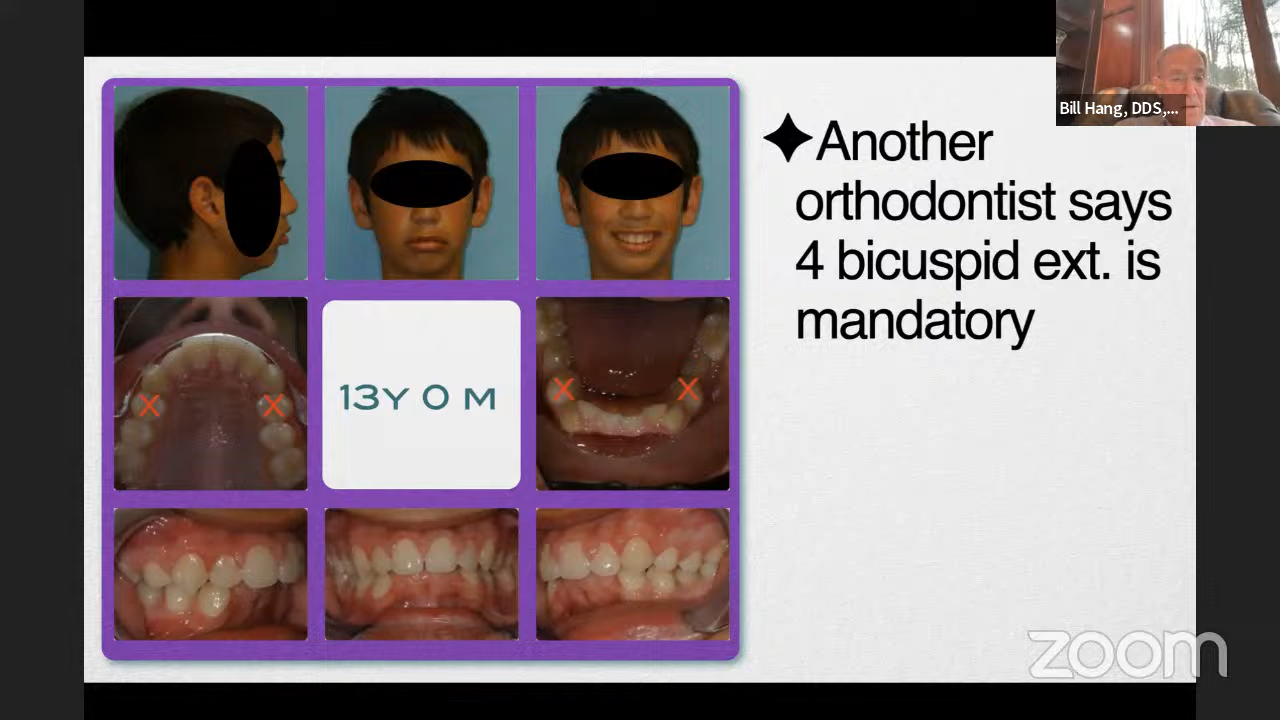 Bill Hang, DDS,...
✦Another
orthodontist says
4 bicuspid ext. is
mandatory
X X
13Y 0 M
X X
zoom